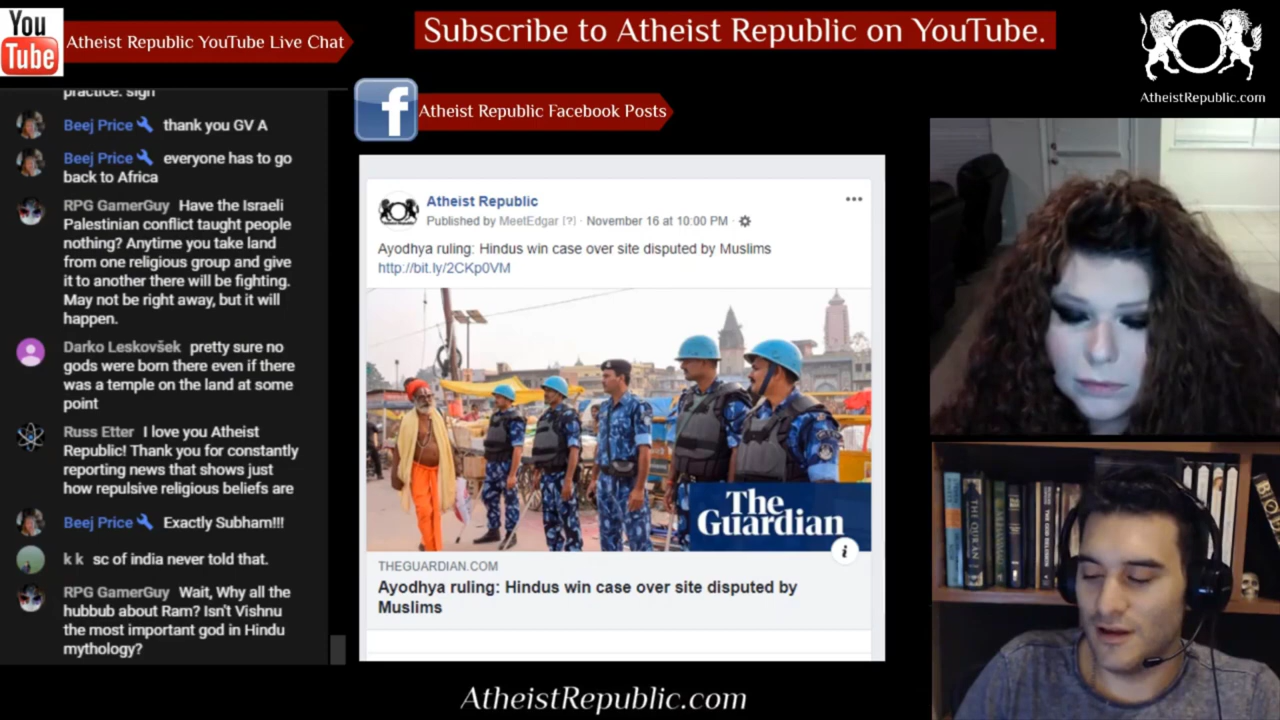 You
Tube
Atheist Republic YouTube Live Chat
Subscribe to Atheist Republic on YouTube.
AtheistRepublic.com
f
Atheist Republic Facebook Posts
practice. sigh
Beej Price thank you GV A
Beej Price everyone has to go
back to Africa
RPG GamerGuy Have the Israeli
Palestinian conflict taught people
nothing? Anytime you take land
from one religious group and give
it to another there will be fighting.
May not be right away, but it will
happen.
Darko Leskovšek pretty sure no
gods were born there even if there
was a temple on the land at some
point
Russ Etter I love you Atheist
Republic! Thank you for constantly
reporting news that shows just
how repulsive religious beliefs are
Beej Price Exactly Subham!!!
k k sc of india never told that.
RPG GamerGuy Wait, Why all the
hubbub about Ram? Isn't Vishnu
the most important god in Hindu
mythology?
Atheist Republic
Published by MeetEdgar [?] · November 16 at 10:00 PM ·
Ayodhya ruling: Hindus win case over site disputed by Muslims
http://bit.ly/2CKp0VM
The
Guardian
i
THEGUARDIAN.COM
Ayodhya ruling: Hindus win case over site disputed by
Muslims
THE QUR'AN
THE GOD DELUSION
AtheistRepublic.com